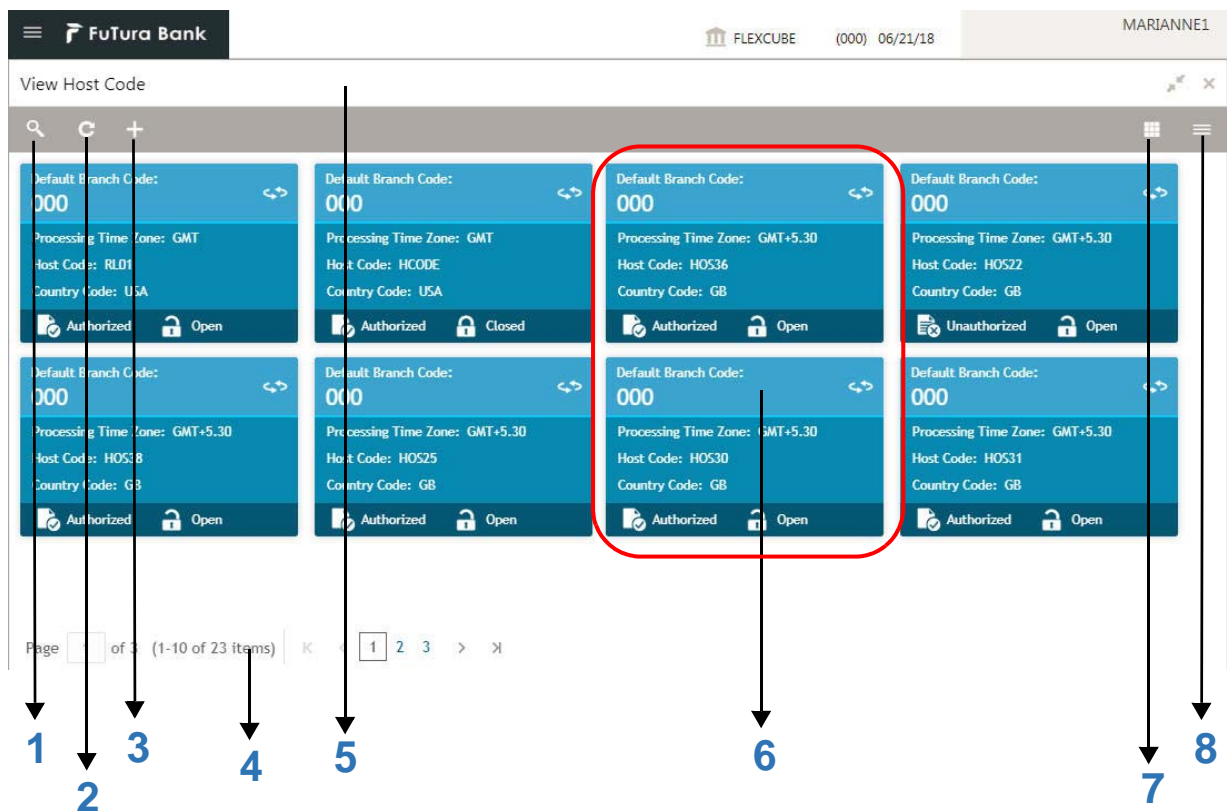 FuTura Bank
FLEXCUBE (000) 06/21/18
MARIANNE1
View Host Code
Default Branch Code:
000
Processing Time Zone: GMT
Host Code: RL01
Country Code: USA
Authorized Open
Default Branch Code:
000
Processing Time Zone: GMT
Host Code: HCODE
Country Code: USA
Authorized Closed
Default Branch Code:
000
Processing Time Zone: GMT+5.30
Host Code: HOS36
Country Code: GB
Authorized Open
Default Branch Code:
000
Processing Time Zone: GMT+5.30
Host Code: HOS22
Country Code: GB
Unauthorized Open
Default Branch Code:
000
Processing Time Zone: GMT+5.30
Host Code: HOS38
Country Code: GB
Authorized Open
Default Branch Code:
000
Processing Time Zone: GMT+5.30
Host Code: HOS25
Country Code: GB
Authorized Open
Default Branch Code:
000
Processing Time Zone: GMT+5.30
Host Code: HOS30
Country Code: GB
Authorized Open
Default Branch Code:
000
Processing Time Zone: GMT+5.30
Host Code: HOS31
Country Code: GB
Authorized Open
Page of 3 (1-10 of 23 items) 1 2 3
1 2 3 4 5 6 7 8